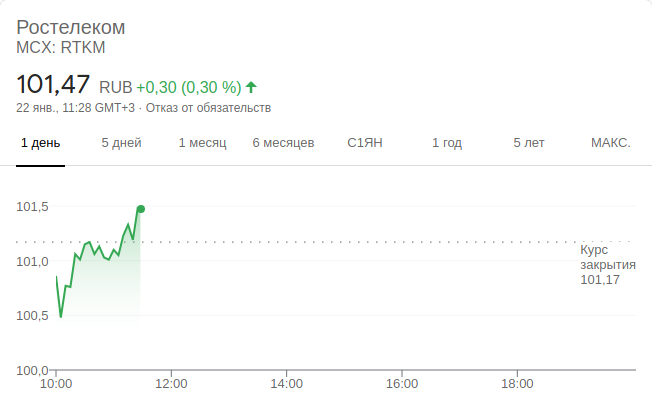 Ростелеком
MCX: RTKM
101,47 RUB +0,30 (0,30 %)
22 янв., 11:28 GMT+3 · Отказ от обязательств
1 день 5 дней 1 месяц 6 месяцев С1ЯН 1 год 5 лет МАКС.
101,5
Курс
закрытия
101,17
101,0
100,5
100,0
10:00 12:00 14:00 16:00 18:00